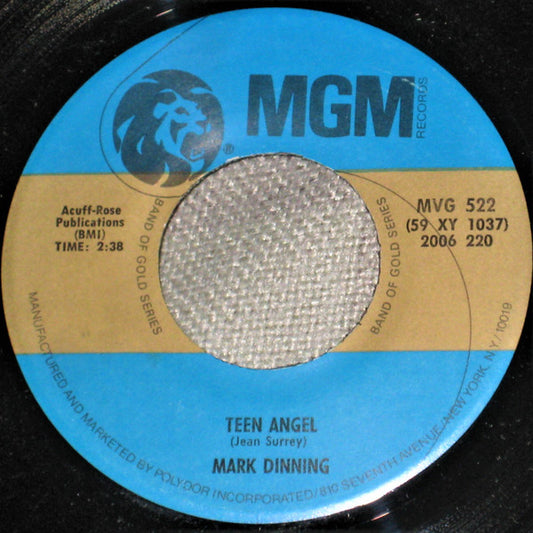 MGM
RECORDS
®
Acuff-Rose
Publications
(BMI)
TIME: 2:38
BAND OF GOLD SERIES
BAND OF GOLD SERIES
MVG 522
(59 XY 1037)
2006 220
TEEN ANGEL
(Jean Surrey)
MARK DINNING
MANUFACTURED AND MARKETED BY POLYDOR INCORPORATED/810 SEVENTH AVENUE/NEW YORK, N.Y./10019